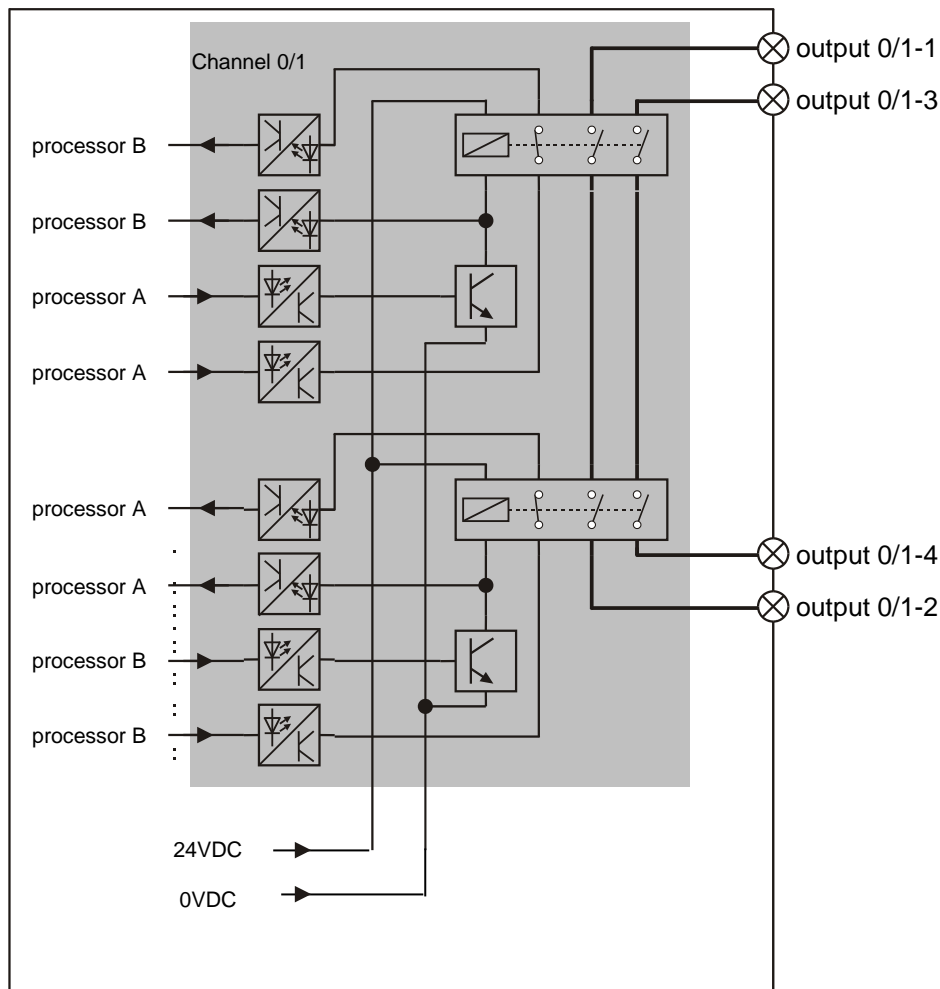 output 0/1-1
Channel 0/1
output 0/1-3
processor B
processor B
processor A
processor A
processor A
output 0/1-4
processor A
output 0/1-2
processor B
processor B
24VDC
0VDC